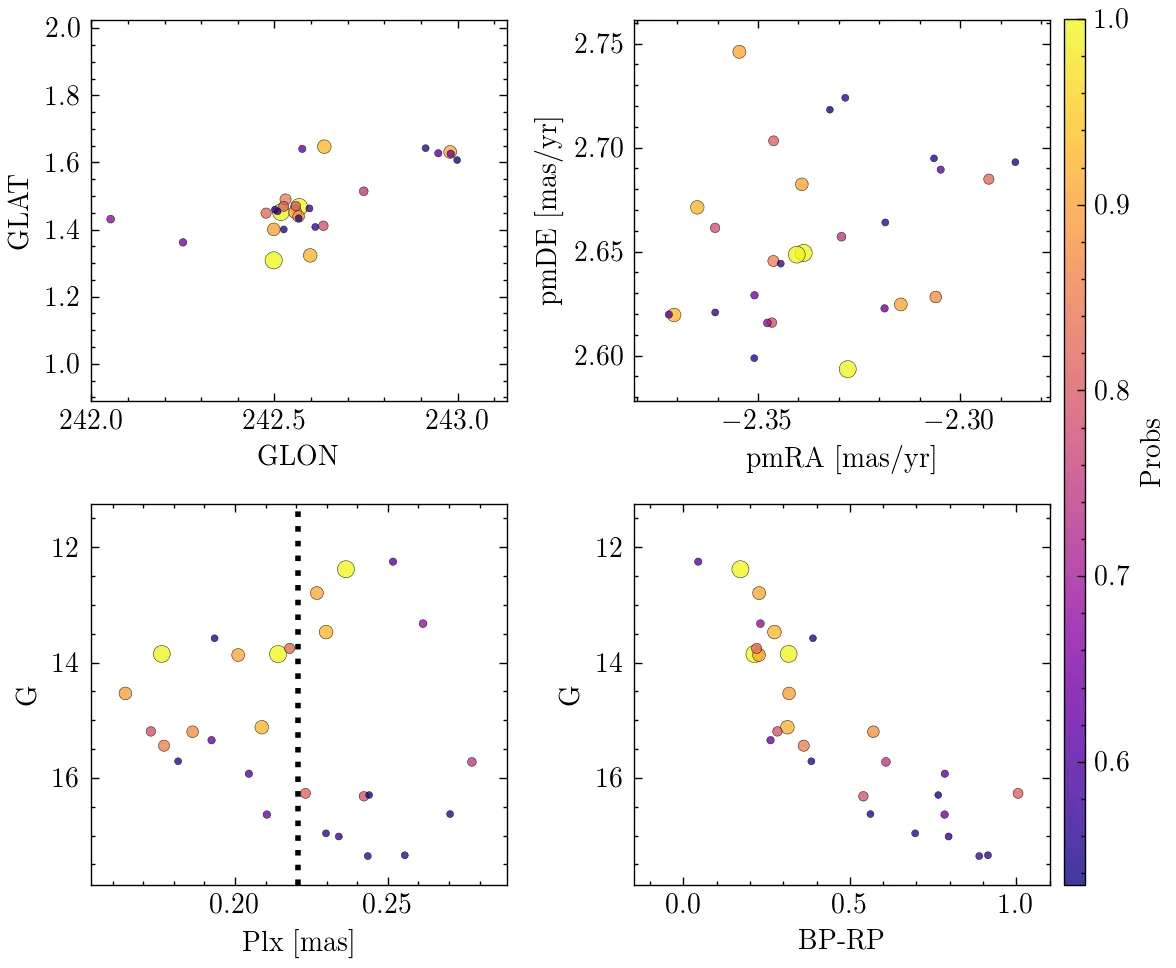 2.0
1.8
1.6
1.4
1.2
1.0
GLAT
242.0 242.5 243.0
GLON
2.75
2.70
2.65
2.60
pmDE [mas/yr]
−2.35 −2.30
pmRA [mas/yr]
1.0
0.9
0.8
0.7
0.6
Probs
12
14
16
G
0.20 0.25
Plx [mas]
12
14
16
G
0.0 0.5 1.0
BP-RP